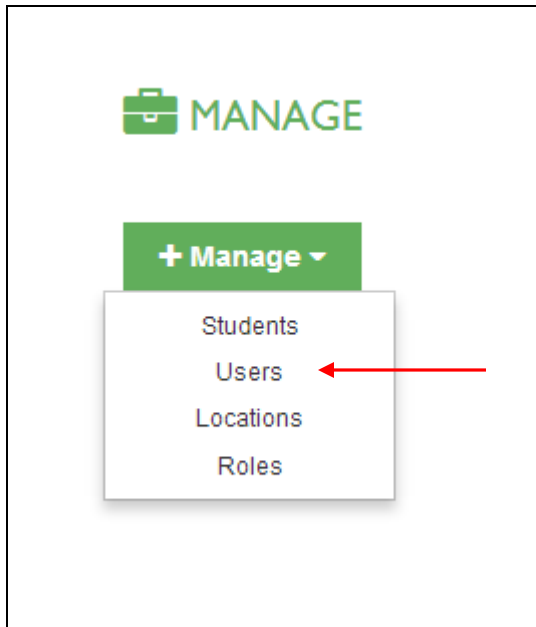 MANAGE
+ Manage
Students
Users
Locations
Roles